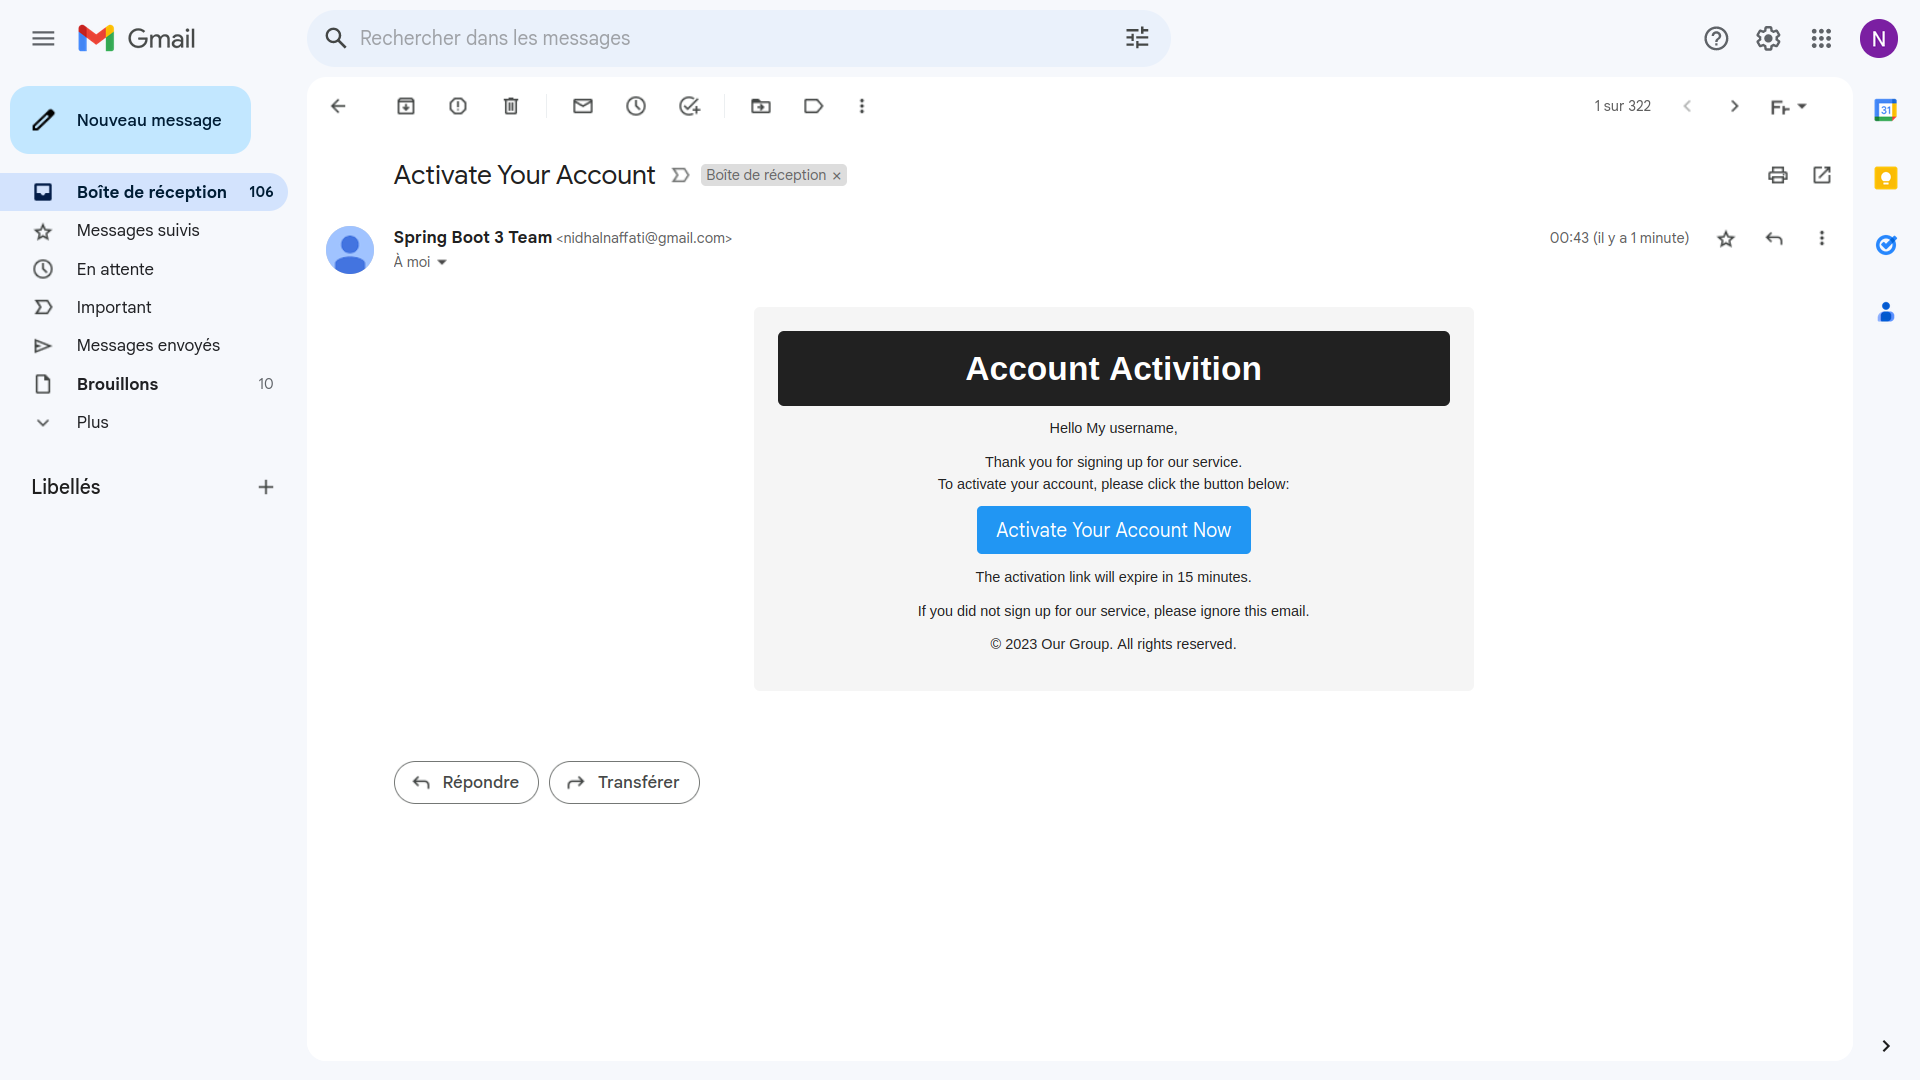 Gmail
Rechercher dans les messages
N
Nouveau message
1 sur 322
31
Activate Your Account
Boîte de réception ×
Boîte de réception 106
Messages suivis
En attente
Important
Messages envoyés
Brouillons 10
Plus
Libellés
Spring Boot 3 Team <nidhalnaffati@gmail.com>
00:43 (il y a 1 minute)
À moi
Account Activition
Hello My username,
Thank you for signing up for our service.
To activate your account, please click the button below:
Activate Your Account Now
The activation link will expire in 15 minutes.
If you did not sign up for our service, please ignore this email.
© 2023 Our Group. All rights reserved.
Répondre
Transférer